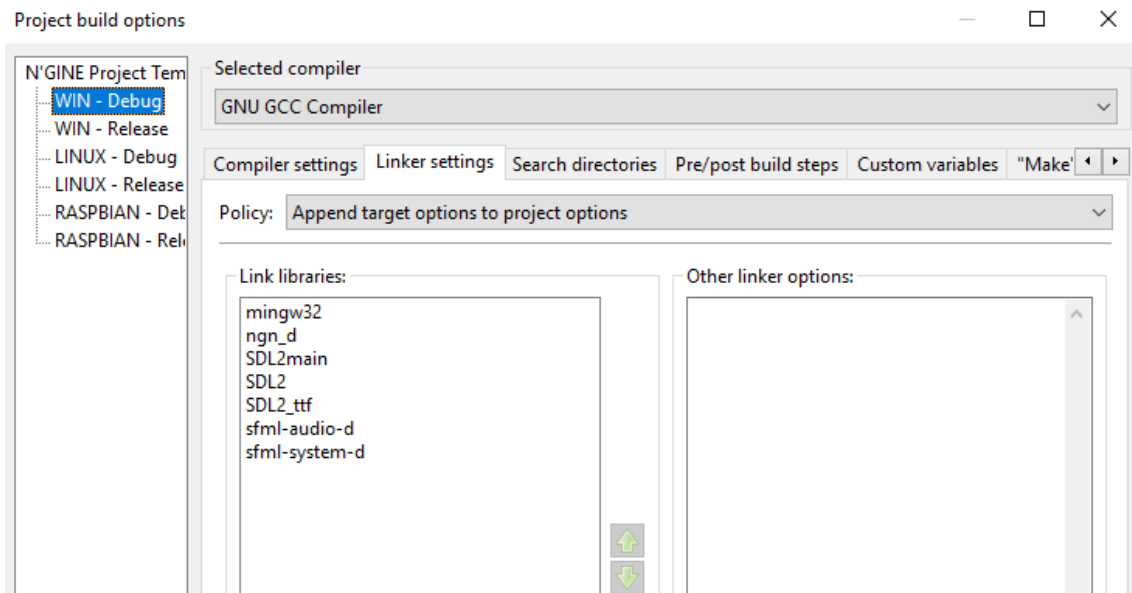 Project build options
N'GINE Project Tem
WIN - Debug
WIN - Release
LINUX - Debug
LINUX - Release
RASPBIAN - Deb
RASPBIAN - Rel
Selected compiler
GNU GCC Compiler
Compiler settings Linker settings Search directories Pre/post build steps Custom variables "Make"
Policy: Append target options to project options
Link libraries:
mingw32
ngn_d
SDL2main
SDL2
SDL2_ttf
sfml-audio-d
sfml-system-d
Other linker options: